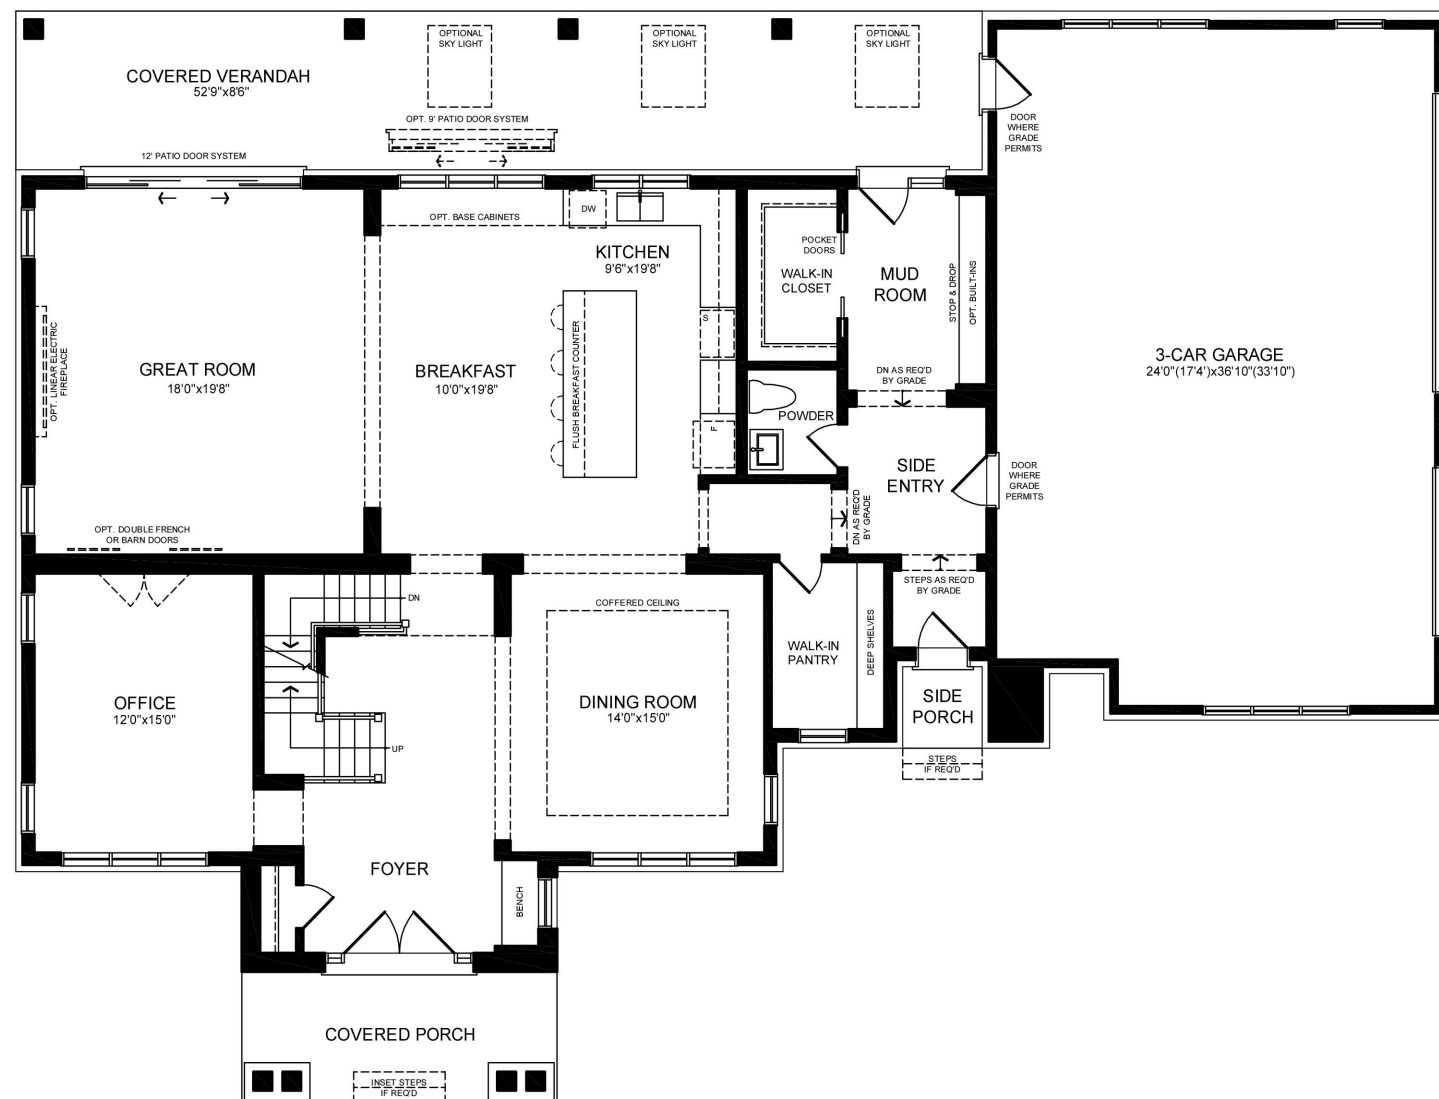 OPTIONAL
SKY LIGHT
OPTIONAL
SKY LIGHT
OPTIONAL
SKY LIGHT
COVERED VERANDAH
52'9"x8'6"
OPT. 9' PATIO DOOR SYSTEM
12' PATIO DOOR SYSTEM
DOOR
WHERE
GRADE
PERMITS
OPT. BASE CABINETS
DW
KITCHEN
9'6"x19'8"
POCKET
DOORS
WALK-IN
CLOSET
MUD
ROOM
STOP & DROP
OPT. BUILT-INS
S
OPT. LINEAR ELECTRIC
FIREPLACE
GREAT ROOM
18'0"x19'8"
BREAKFAST
10'0"x19'8"
FLUSH BREAKFAST COUNTER
DN AS REQ'D
BY GRADE
3-CAR GARAGE
24'0"(17'4')x36'10"(33'10")
POWDER
F
SIDE
ENTRY
DOOR
WHERE
GRADE
PERMITS
DN AS REQ'D
BY GRADE
OPT. DOUBLE FRENCH
OR BARN DOORS
STEPS AS REQ'D
BY GRADE
DN
COFFERED CEILING
WALK-IN
PANTRY
DEEP SHELVES
OFFICE
12'0"x15'0"
DINING ROOM
14'0"x15'0"
SIDE
PORCH
UP
STEPS
IF REQ'D
FOYER
BENCH
COVERED PORCH
INSET STEPS
IF REQ'D